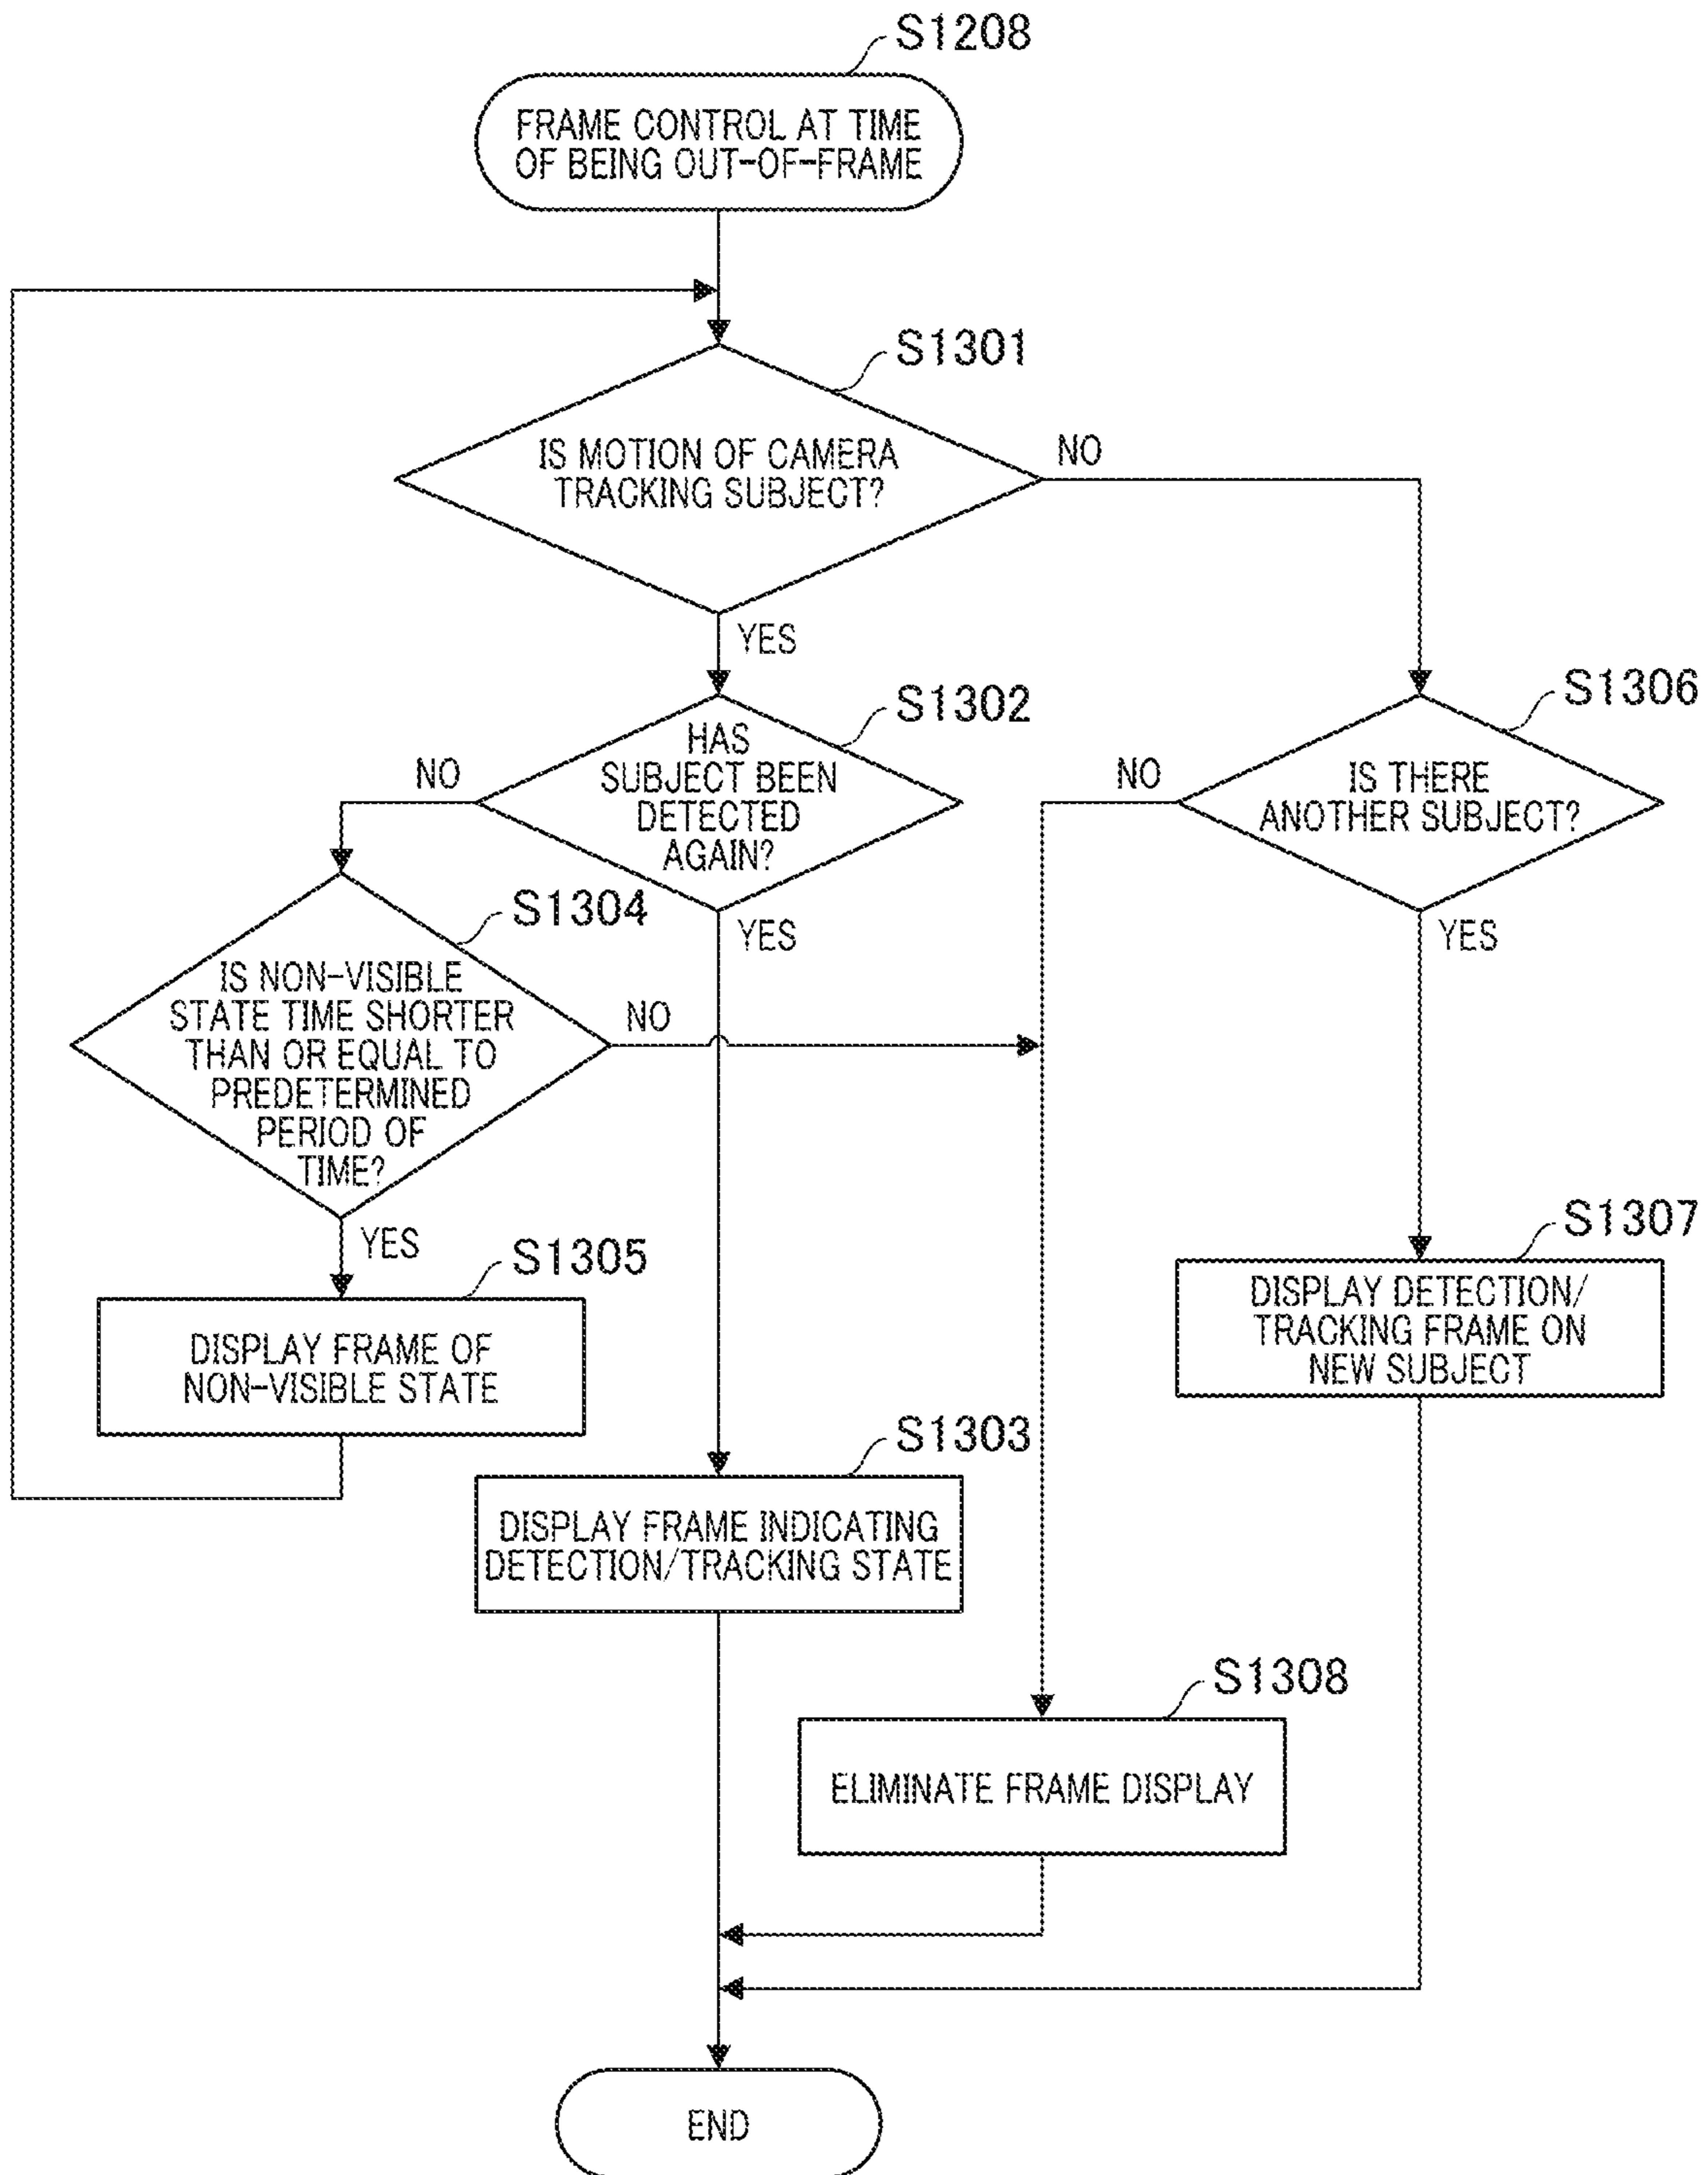 S1208
FRAME CONTROL AT TIME
OF BEING OUT-OF-FRAME
S1301
IS MOTION OF CAMERA
TRACKING SUBJECT?
NO
YES
S1302
HAS
SUBJECT BEEN
DETECTED
AGAIN?
NO
YES
S1306
IS THERE
ANOTHER SUBJECT?
NO
YES
S1304
IS NON-VISIBLE
STATE TIME SHORTER
THAN OR EQUAL TO
PREDETERMINED
PERIOD OF
TIME?
NO
YES
S1305
DISPLAY FRAME OF
NON-VISIBLE STATE
S1307
DISPLAY DETECTION/
TRACKING FRAME ON
NEW SUBJECT
S1303
DISPLAY FRAME INDICATING
DETECTION/TRACKING STATE
S1308
ELIMINATE FRAME DISPLAY
END